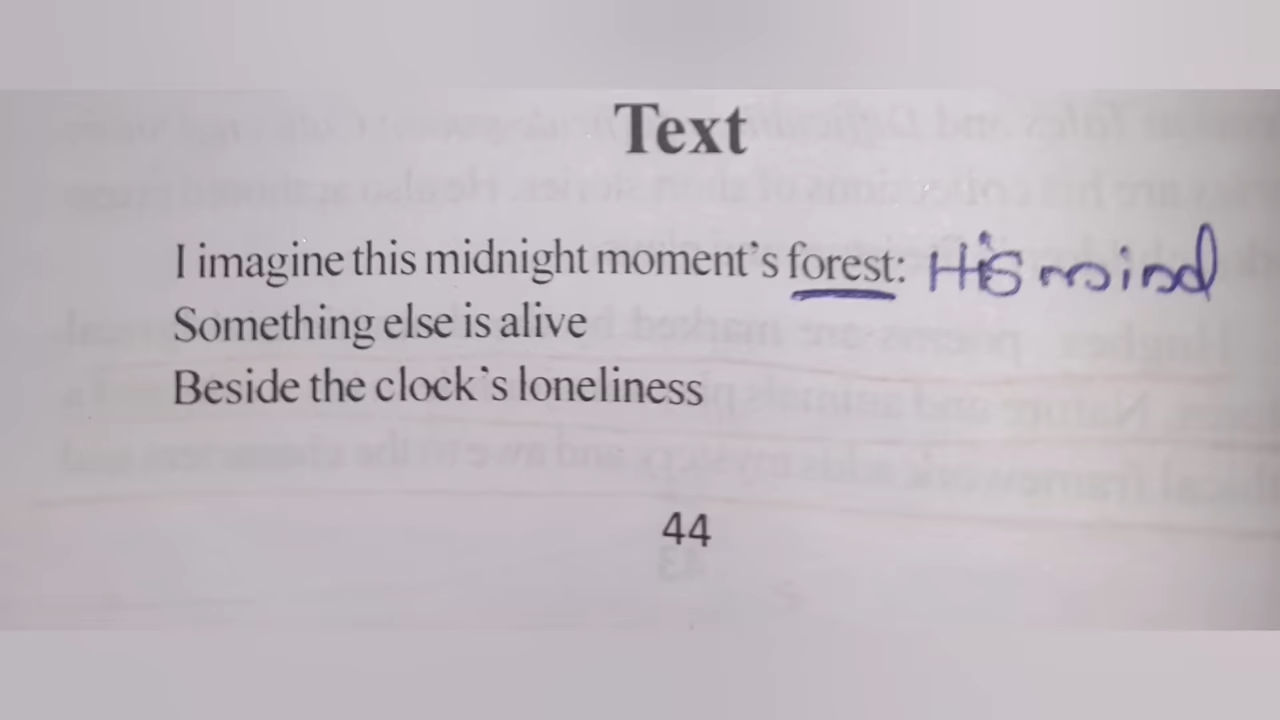 Text
I imagine this midnight moment's forest: His mind
Something else is alive
Beside the clock's loneliness
44